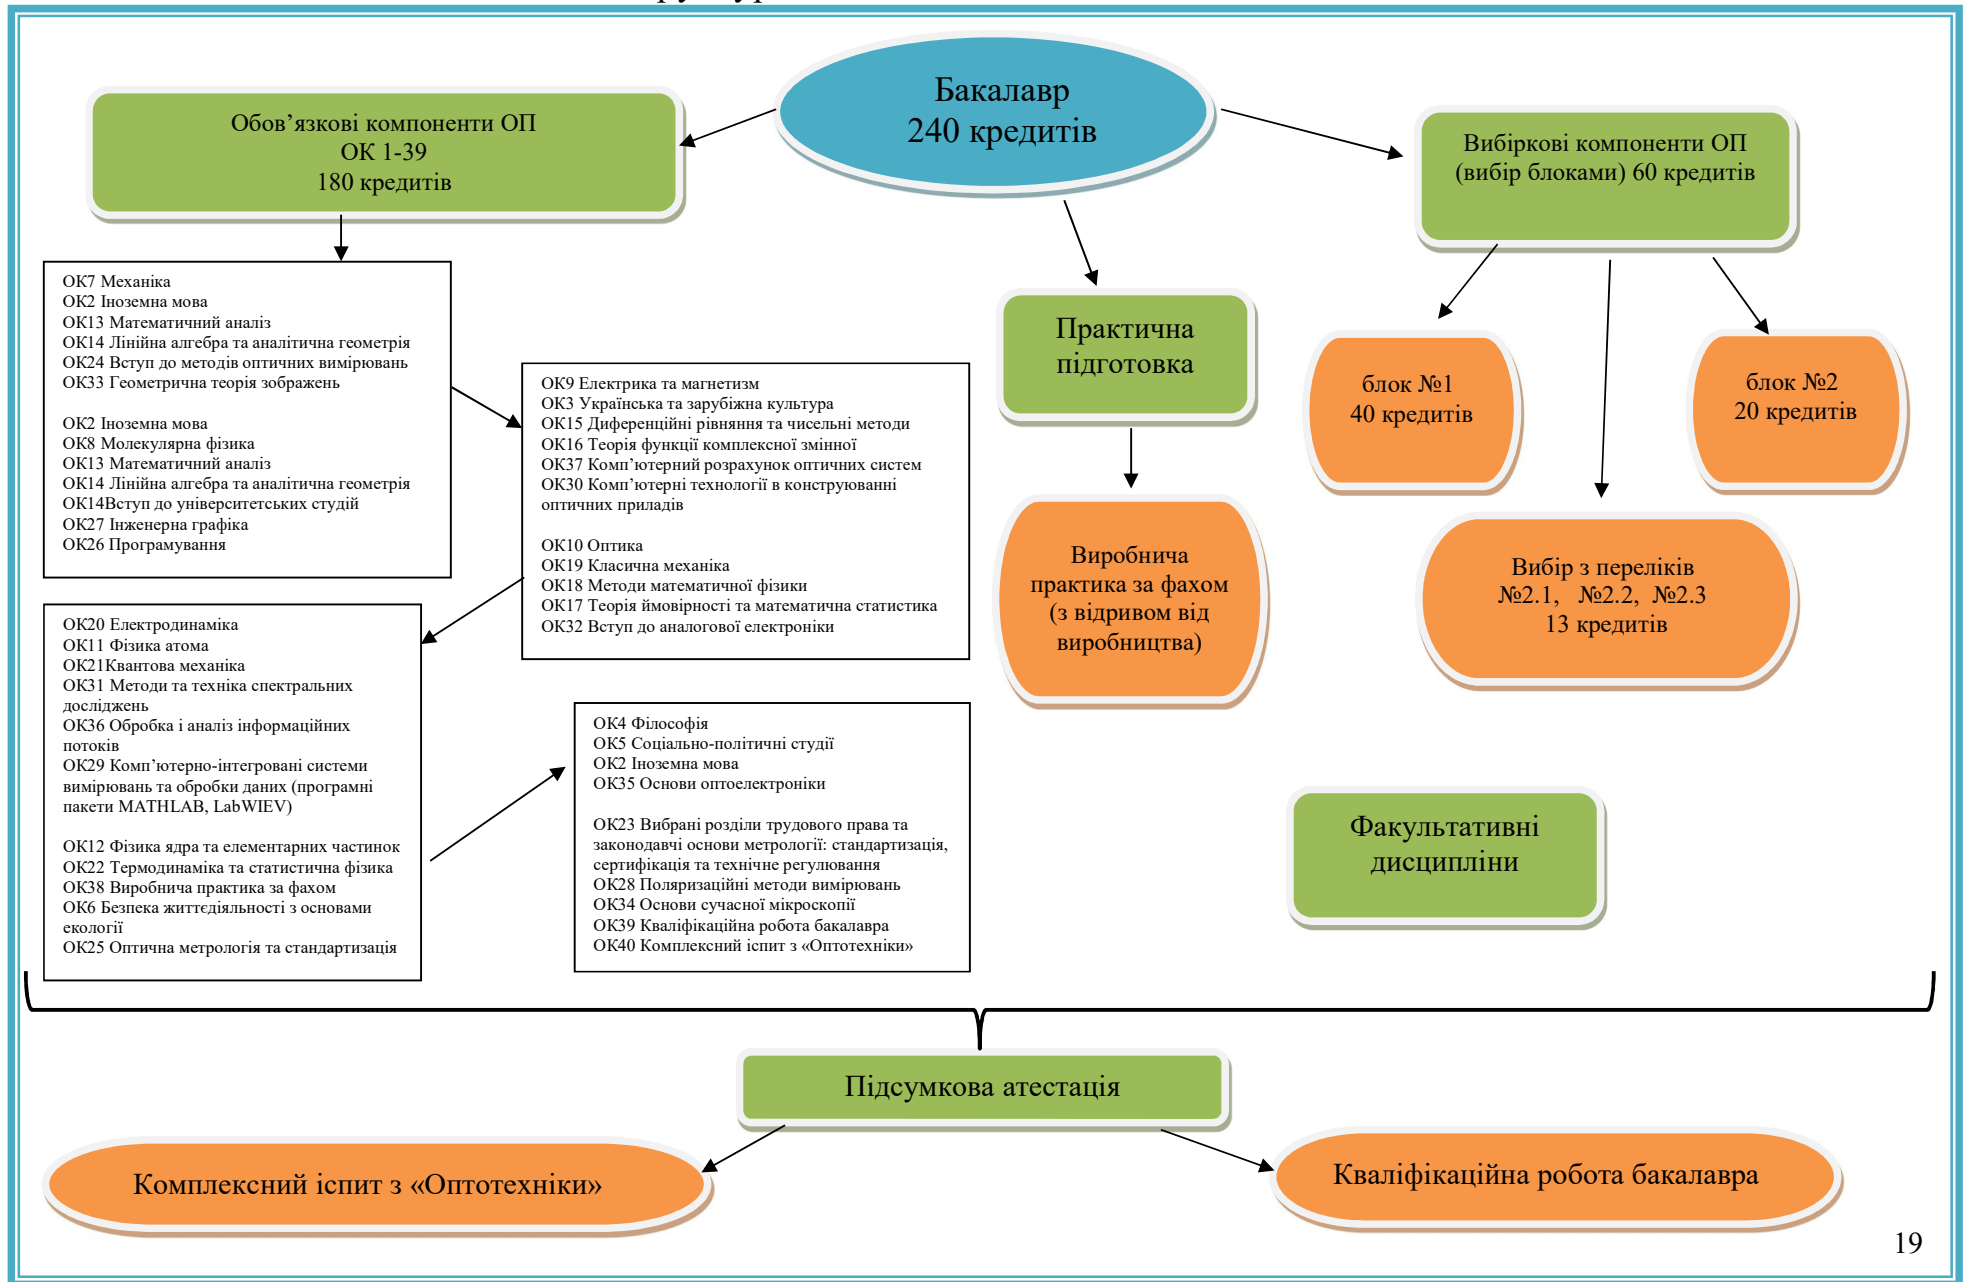 Бакалавр
240 кредитів
Обов’язкові компоненти ОП
ОК 1-39
180 кредитів
Вибіркові компоненти ОП
(вибір блоками) 60 кредитів
ОК7 Механіка
ОК2 Іноземна мова
ОК13 Математичний аналіз
ОК14 Лінійна алгебра та аналітична геометрія
ОК24 Вступ до методів оптичних вимірювань
ОК33 Геометрична теорія зображень
ОК2 Іноземна мова
ОК8 Молекулярна фізика
ОК13 Математичний аналіз
ОК14 Лінійна алгебра та аналітична геометрія
ОК14Вступ до університетських студій
ОК27 Інженерна графіка
ОК26 Програмування
ОК9 Електрика та магнетизм
ОК3 Українська та зарубіжна культура
ОК15 Диференційні рівняння та чисельні методи
ОК16 Теорія функції комплексної змінної
ОК37 Комп’ютерний розрахунок оптичних систем
ОК30 Комп’ютерні технології в конструюванні
оптичних приладів
ОК10 Оптика
ОК19 Класична механіка
ОК18 Методи математичної фізики
ОК17 Теорія ймовірності та математична статистика
ОК32 Вступ до аналогової електроніки
ОК20 Електродинаміка
ОК11 Фізика атома
ОК21Квантова механіка
ОК31 Методи та техніка спектральних
досліджень
ОК36 Обробка і аналіз інформаційних
потоків
ОК29 Комп’ютерно-інтегровані системи
вимірювань та обробки даних (програмні
пакети MATHLAB, LabWIEV)
ОК12 Фізика ядра та елементарних частинок
ОК22 Термодинаміка та статистична фізика
ОК38 Виробнича практика за фахом
ОК6 Безпека життєдіяльності з основами
екології
ОК25 Оптична метрологія та стандартизація
ОК4 Філософія
ОК5 Соціально-політичні студії
ОК2 Іноземна мова
ОК35 Основи оптоелектроніки
ОК23 Вибрані розділи трудового права та
законодавчі основи метрології: стандартизація,
сертифікація та технічне регулювання
ОК28 Поляризаційні методи вимірювань
ОК34 Основи сучасної мікроскопії
ОК39 Кваліфікаційна робота бакалавра
ОК40 Комплексний іспит з «Оптотехніки»
Практична
підготовка
Виробнича
практика за фахом
(з відривом від
виробництва)
блок №1
40 кредитів
блок №2
20 кредитів
Вибір з переліків
№2.1, №2.2, №2.3
13 кредитів
Факультативні
дисципліни
Підсумкова атестація
Комплексний іспит з «Оптотехніки»
Кваліфікаційна робота бакалавра
19